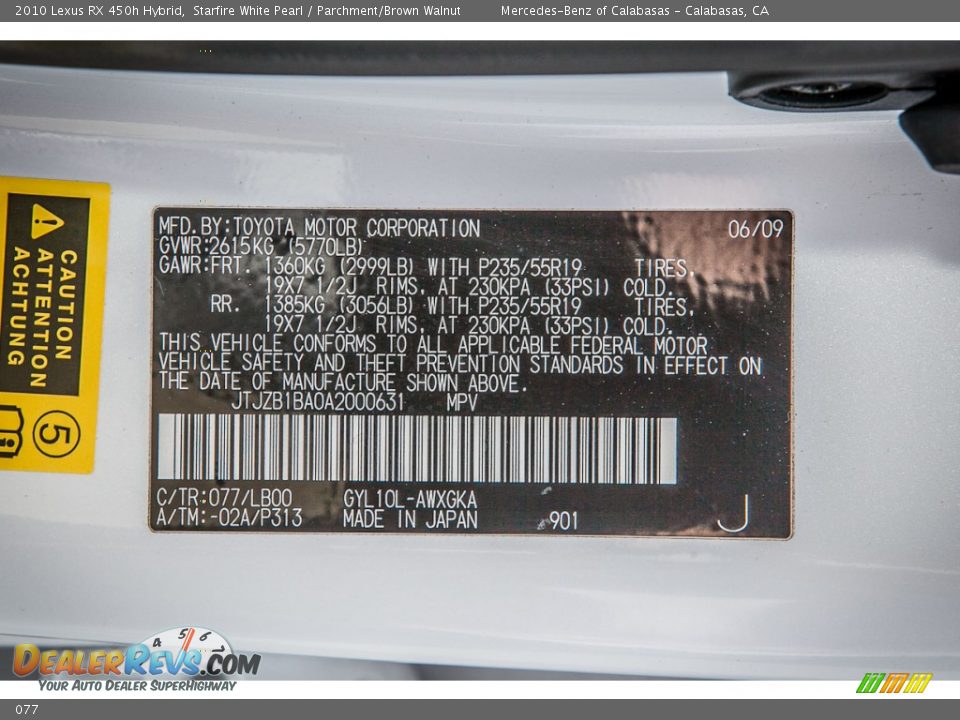 2010 Lexus RX 450h Hybrid, Starfire White Pearl / Parchment/Brown Walnut Mercedes-Benz of Calabasas - Calabasas, CA
CAUTION
ATTENTION
ACHTUNG
5
MFD.BY:TOYOTA MOTOR CORPORATION 06/09
GVWR:2615KG (5770LB)
GAWR:FRT. 1360KG (2999LB) WITH P235/55R19 TIRES,
19X7 1/2J RIMS, AT 230KPA (33PSI) COLD.
RR. 1385KG (3056LB) WITH P235/55R19 TIRES,
19X7 1/2J RIMS, AT 230KPA (33PSI) COLD.
THIS VEHICLE CONFORMS TO ALL APPLICABLE FEDERAL MOTOR
VEHICLE SAFETY AND THEFT PREVENTION STANDARDS IN EFFECT ON
THE DATE OF MANUFACTURE SHOWN ABOVE.
JTJZB1BA0A2000631 MPV
C/TR:077/LB00 GYL10L-AWXGKA
A/TM:-02A/P313 MADE IN JAPAN 901 J
4 5 6 7
DEALERREVS.COM
YOUR AUTO DEALER SUPERHIGHWAY
077